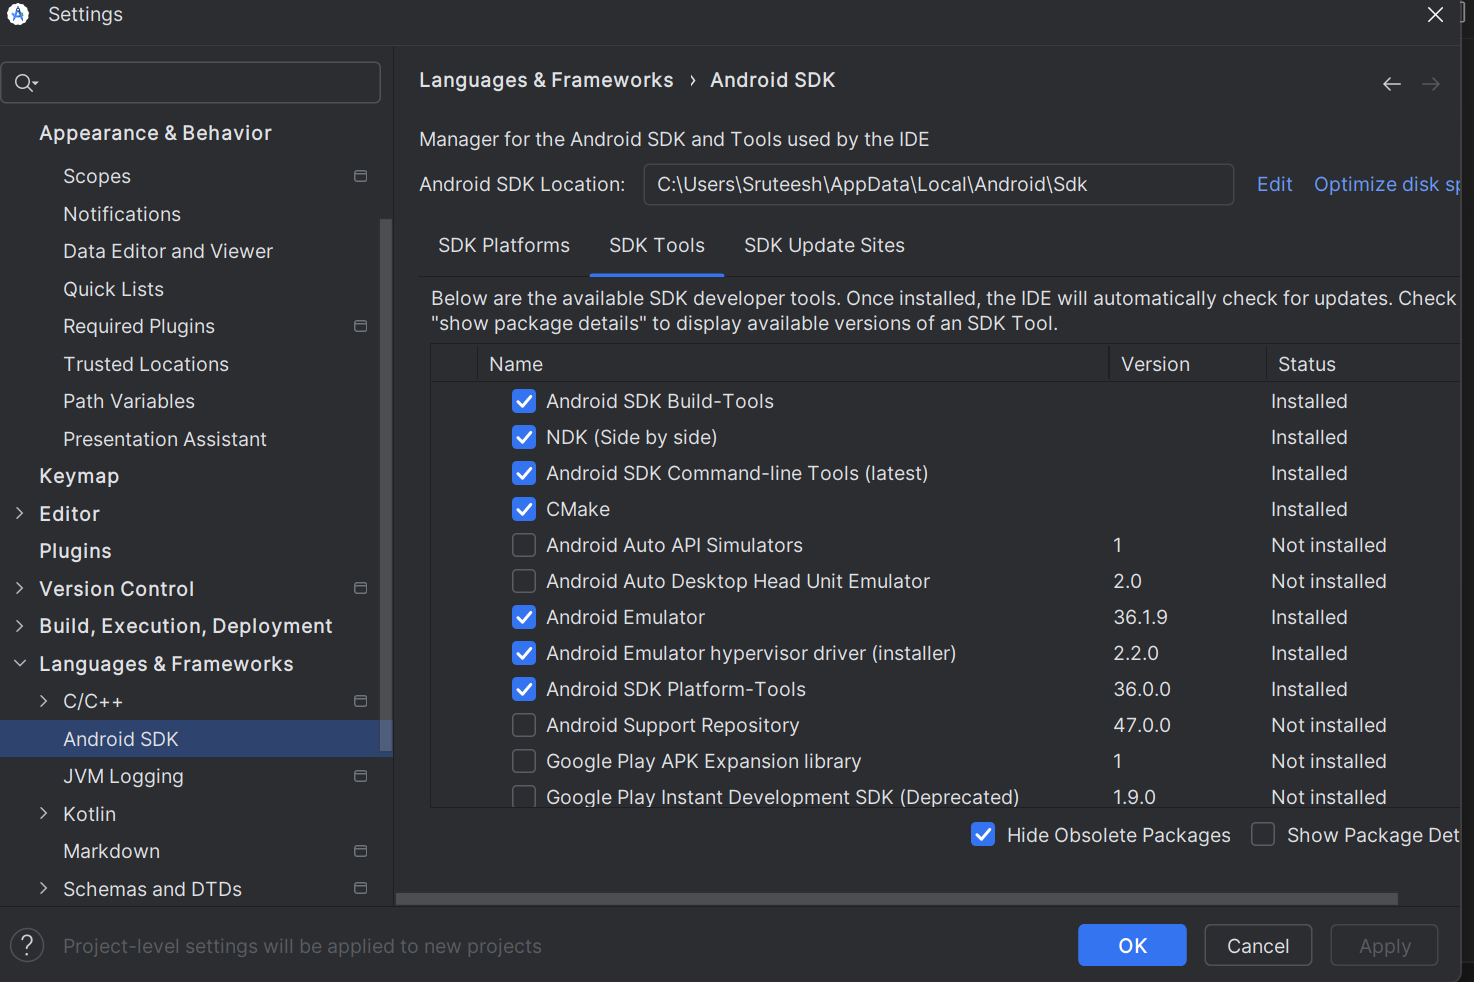 Settings
Appearance & Behavior
Scopes
Notifications
Data Editor and Viewer
Quick Lists
Required Plugins
Trusted Locations
Path Variables
Presentation Assistant
Keymap
Editor
Plugins
Version Control
Build, Execution, Deployment
Languages & Frameworks
C/C++
Android SDK
JVM Logging
Kotlin
Markdown
Schemas and DTDs
Languages & Frameworks › Android SDK
Manager for the Android SDK and Tools used by the IDE
Android SDK Location: C:\Users\Sruteesh\AppData\Local\Android\Sdk Edit Optimize disk sp
SDK Platforms SDK Tools SDK Update Sites
Below are the available SDK developer tools. Once installed, the IDE will automatically check for updates. Check
"show package details" to display available versions of an SDK Tool.
Name Version Status
Android SDK Build-Tools Installed
NDK (Side by side) Installed
Android SDK Command-line Tools (latest) Installed
CMake Installed
Android Auto API Simulators 1 Not installed
Android Auto Desktop Head Unit Emulator 2.0 Not installed
Android Emulator 36.1.9 Installed
Android Emulator hypervisor driver (installer) 2.2.0 Installed
Android SDK Platform-Tools 36.0.0 Installed
Android Support Repository 47.0.0 Not installed
Google Play APK Expansion library 1 Not installed
Google Play Instant Development SDK (Deprecated) 1.9.0 Not installed
Hide Obsolete Packages Show Package Det
? Project-level settings will be applied to new projects
OK Cancel Apply